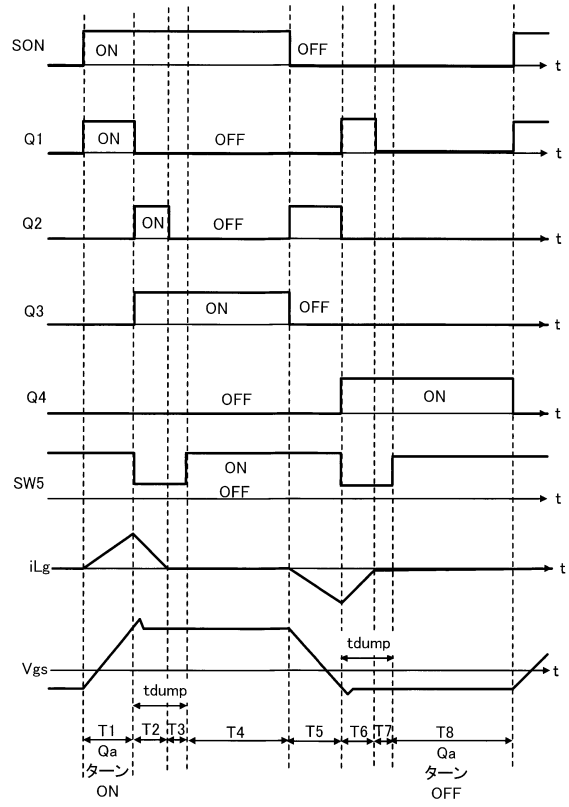 SON ON OFF t
Q1 ON OFF t
Q2 ON OFF t
Q3 ON OFF t
Q4 OFF ON t
SW5 ON OFF t
iLg t
Vgs tdump tdump t
T1 T2 T3 T4 T5 T6 T7 T8
Qa Qa
ターン ターン
ON OFF